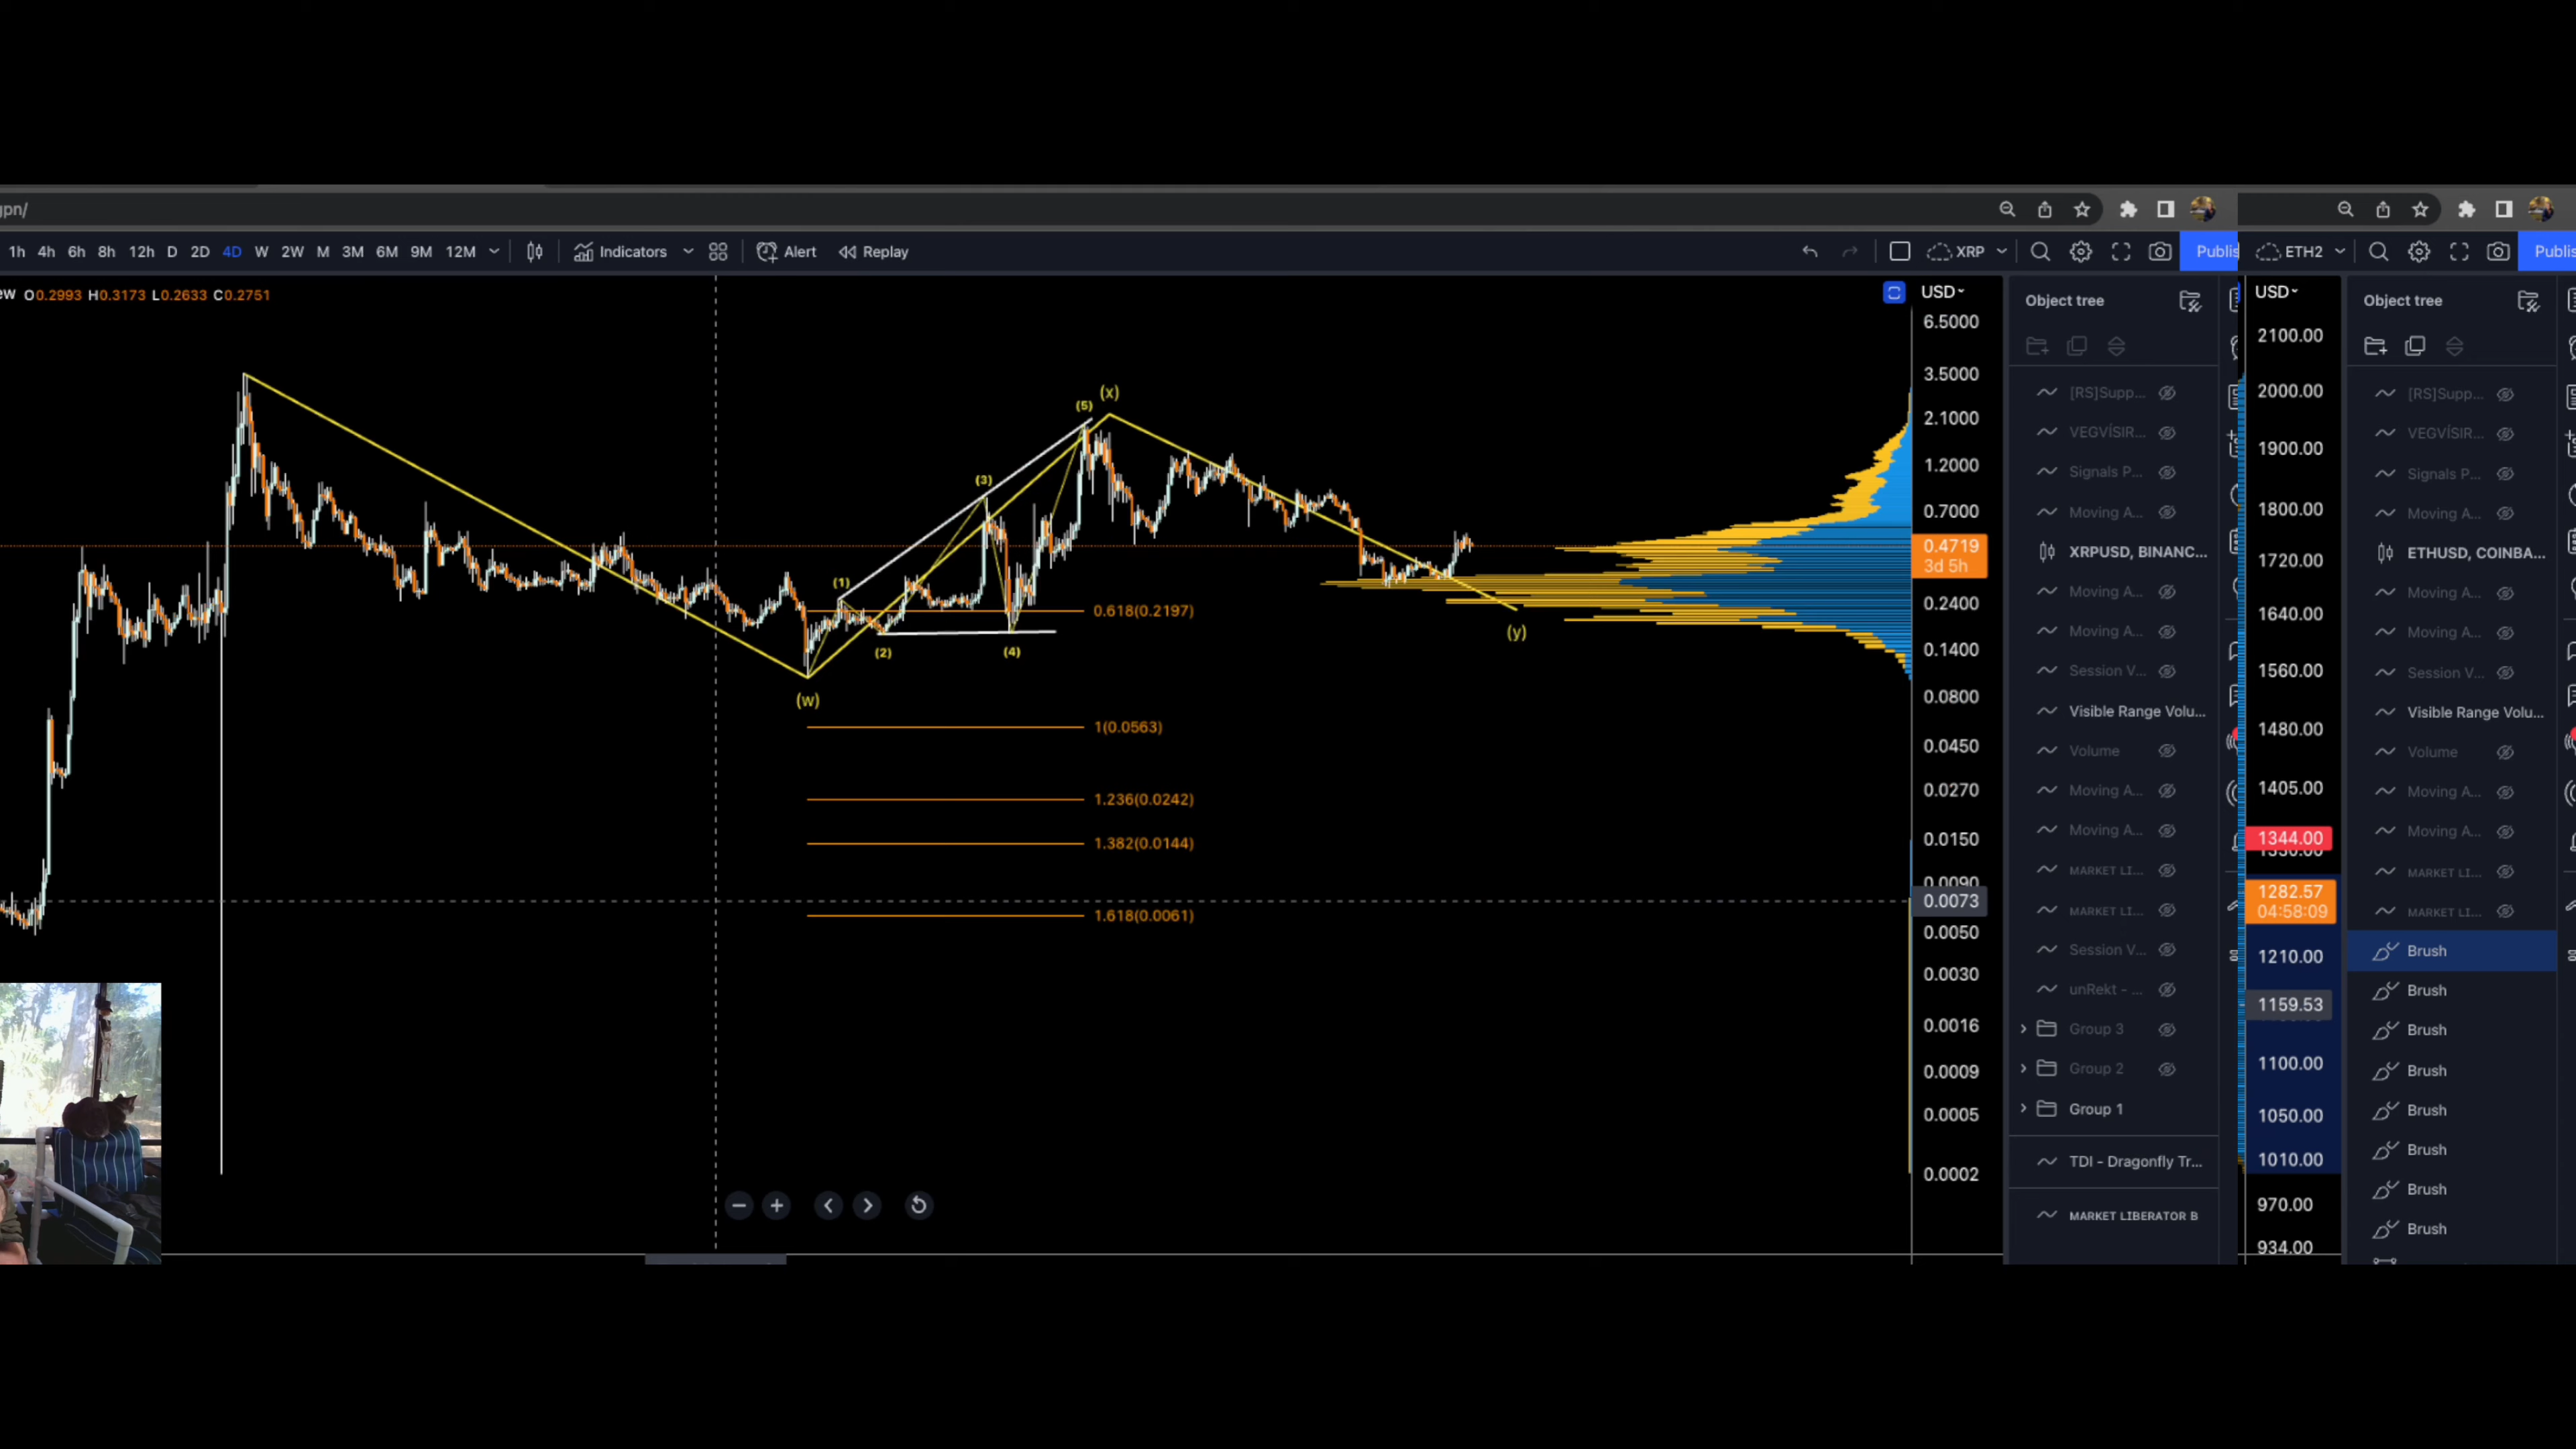 gpn/
1h 4h 6h 8h 12h D 2D 4D W 2W M 3M 6M 9M 12M Indicators Alert Replay XRP Publis ETH2 Publis
ew O0.2993 H0.3173 L0.2633 C0.2751
USD
6.5000
3.5000
2.1000
1.2000
0.7000
0.4719
3d 5h
0.2400
0.1400
0.0800
0.0450
0.0270
0.0150
0.0090
0.0073
0.0050
0.0030
0.0016
0.0009
0.0005
0.0002
(x)
(5)
(3)
(1)
(2)
(4)
(w)
(y)
0.618(0.2197)
1(0.0563)
1.236(0.0242)
1.382(0.0144)
1.618(0.0061)
Object tree
[RS]Supp...
VEGVÍSIR...
Signals P...
Moving A...
XRPUSD, BINANC...
Moving A...
Moving A...
Session V...
Visible Range Volu...
Volume
Moving A...
Moving A...
MARKET LI...
MARKET LI...
Session V...
unRekt - ...
Group 3
Group 2
Group 1
TDI - Dragonfly Tr...
MARKET LIBERATOR B
USD
2100.00
2000.00
1900.00
1800.00
1720.00
1640.00
1560.00
1480.00
1405.00
1344.00
1282.57
04:58:09
1210.00
1159.53
1100.00
1050.00
1010.00
970.00
934.00
Object tree
[RS]Supp...
VEGVÍSIR...
Signals P...
Moving A...
ETHUSD, COINBA...
Moving A...
Moving A...
Session V...
Visible Range Volu...
Volume
Moving A...
Moving A...
MARKET LI...
MARKET LI...
Brush
Brush
Brush
Brush
Brush
Brush
Brush
Brush